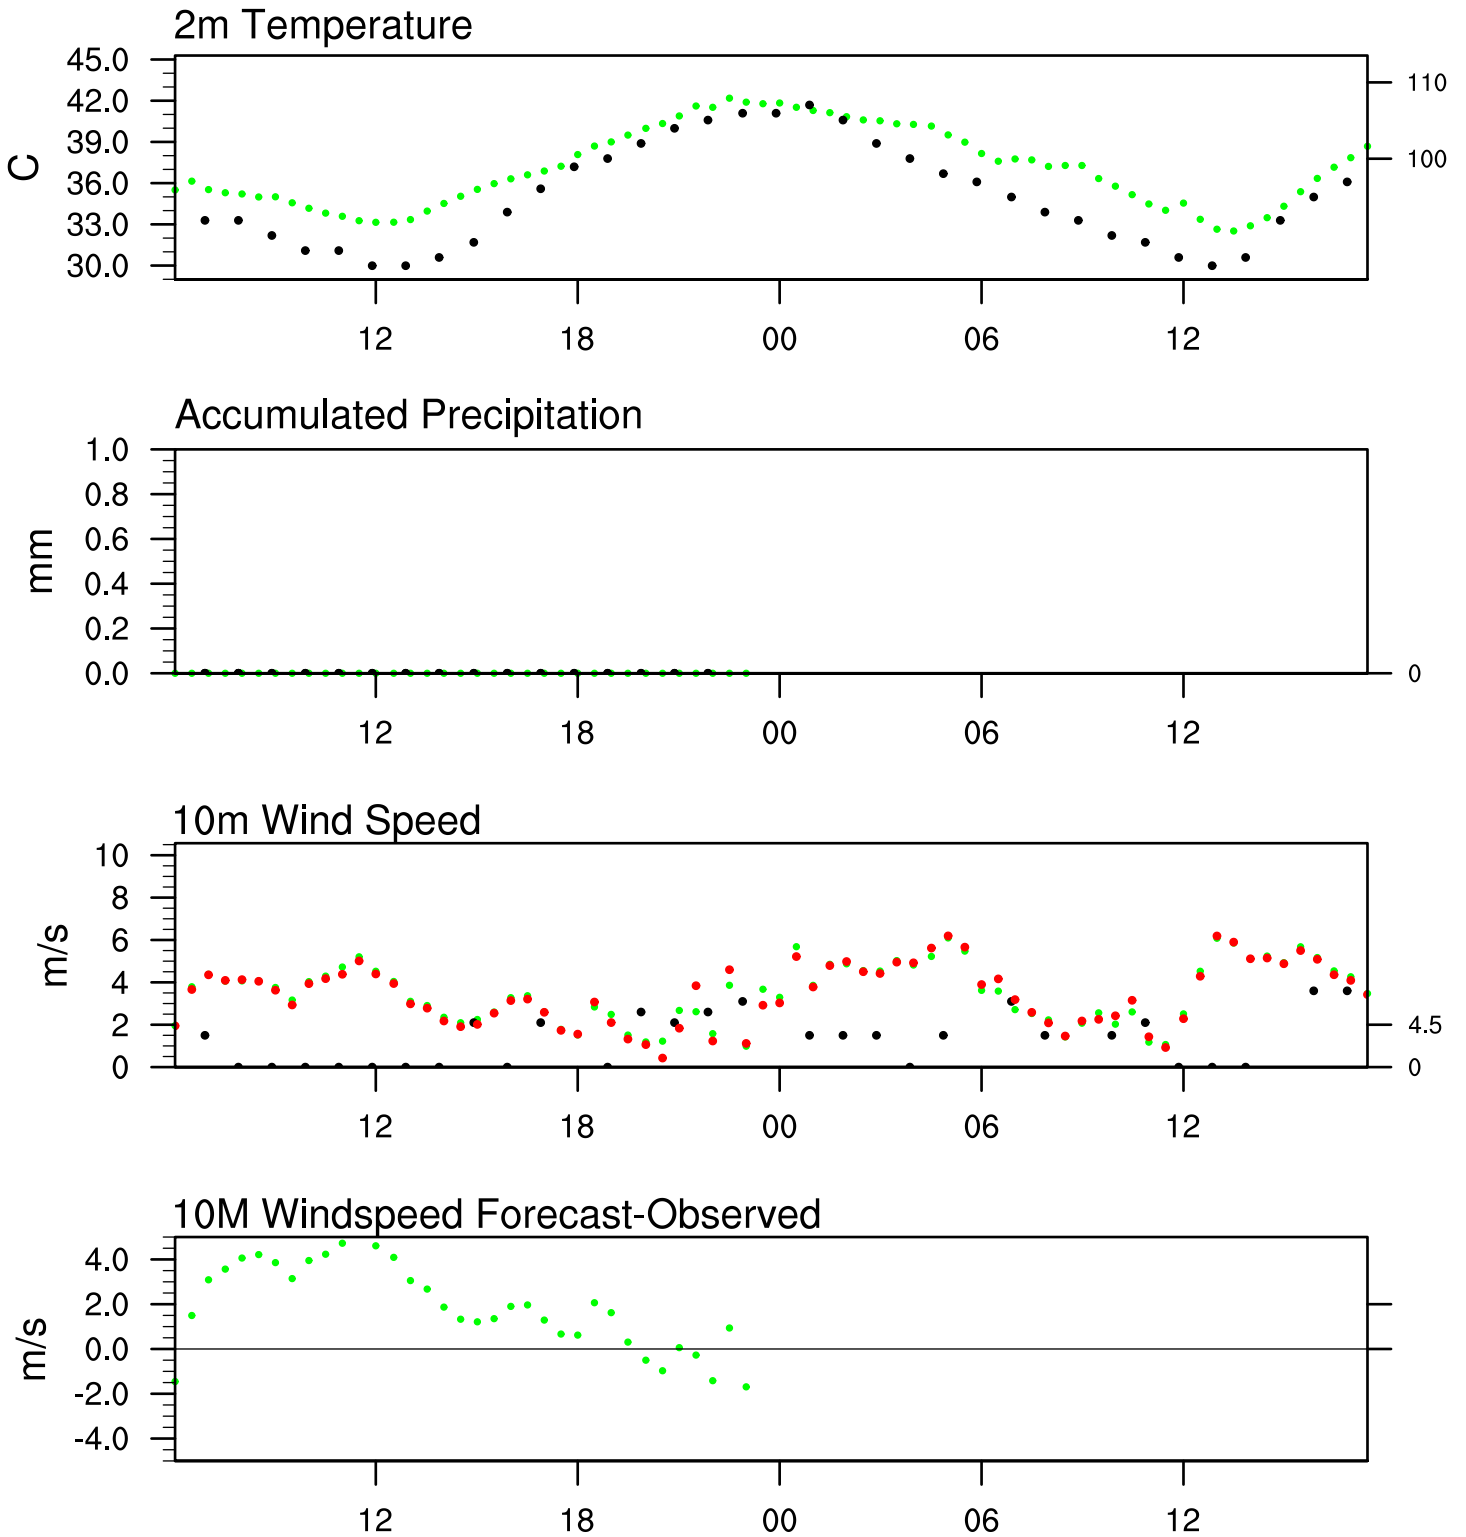 2m Temperature
45.0
42.0
39.0
36.0
33.0
30.0
C
110
100
12 18 00 06 12
Accumulated Precipitation
1.0
0.8
0.6
0.4
0.2
0.0
mm
0
12 18 00 06 12
10m Wind Speed
10
8
6
4
2
0
m/s
4.5
0
12 18 00 06 12
10M Windspeed Forecast-Observed
4.0
2.0
0.0
-2.0
-4.0
m/s
12 18 00 06 12